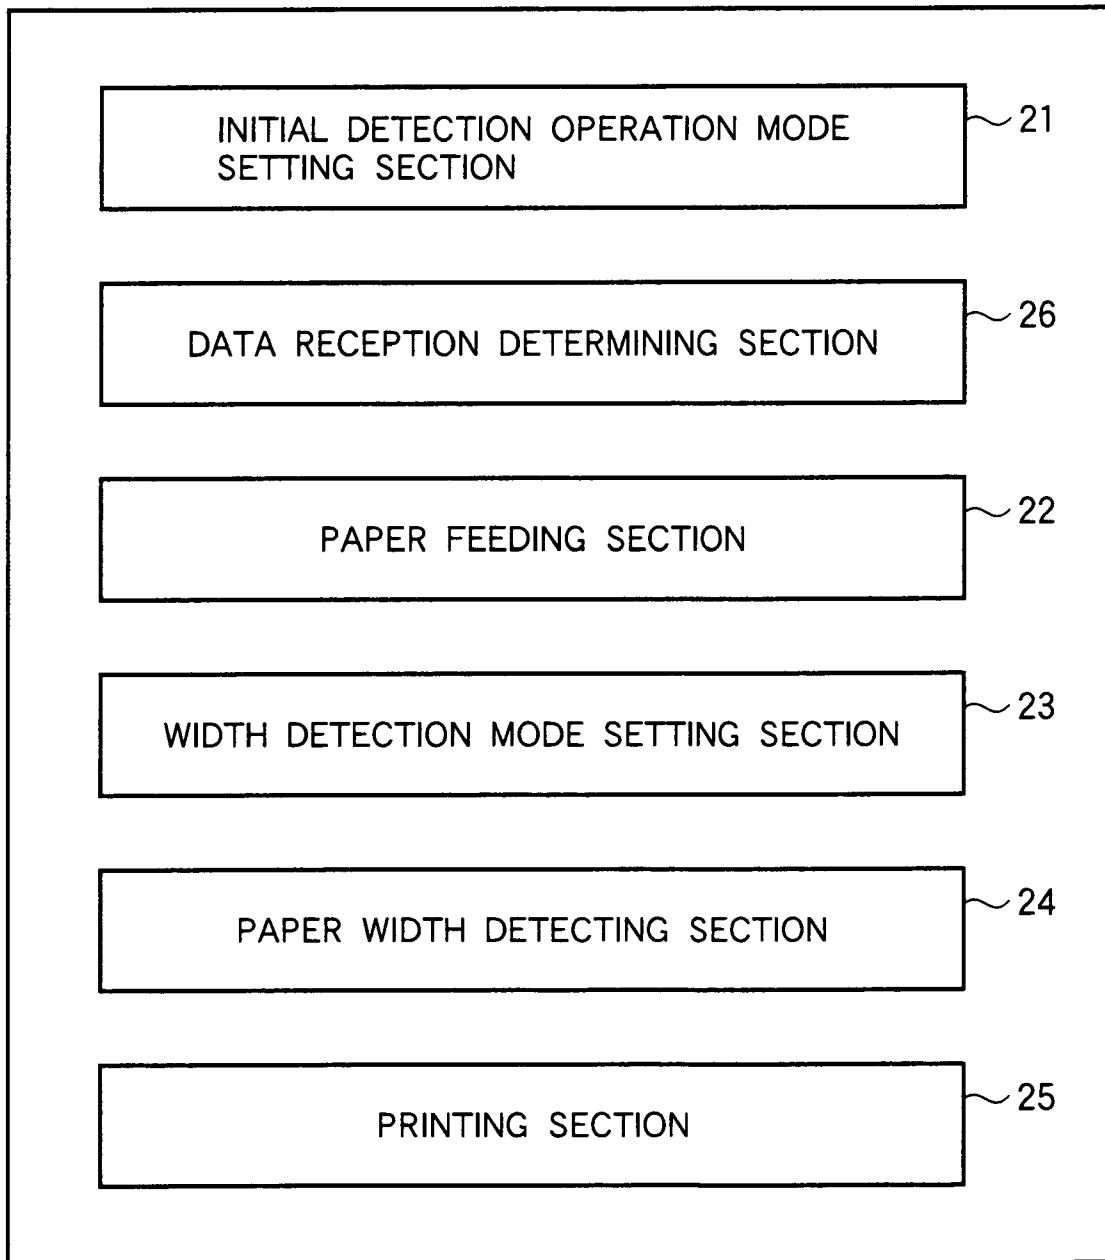 INITIAL DETECTION OPERATION MODE
SETTING SECTION
21
DATA RECEPTION DETERMINING SECTION
26
PAPER FEEDING SECTION
22
WIDTH DETECTION MODE SETTING SECTION
23
PAPER WIDTH DETECTING SECTION
24
PRINTING SECTION
25